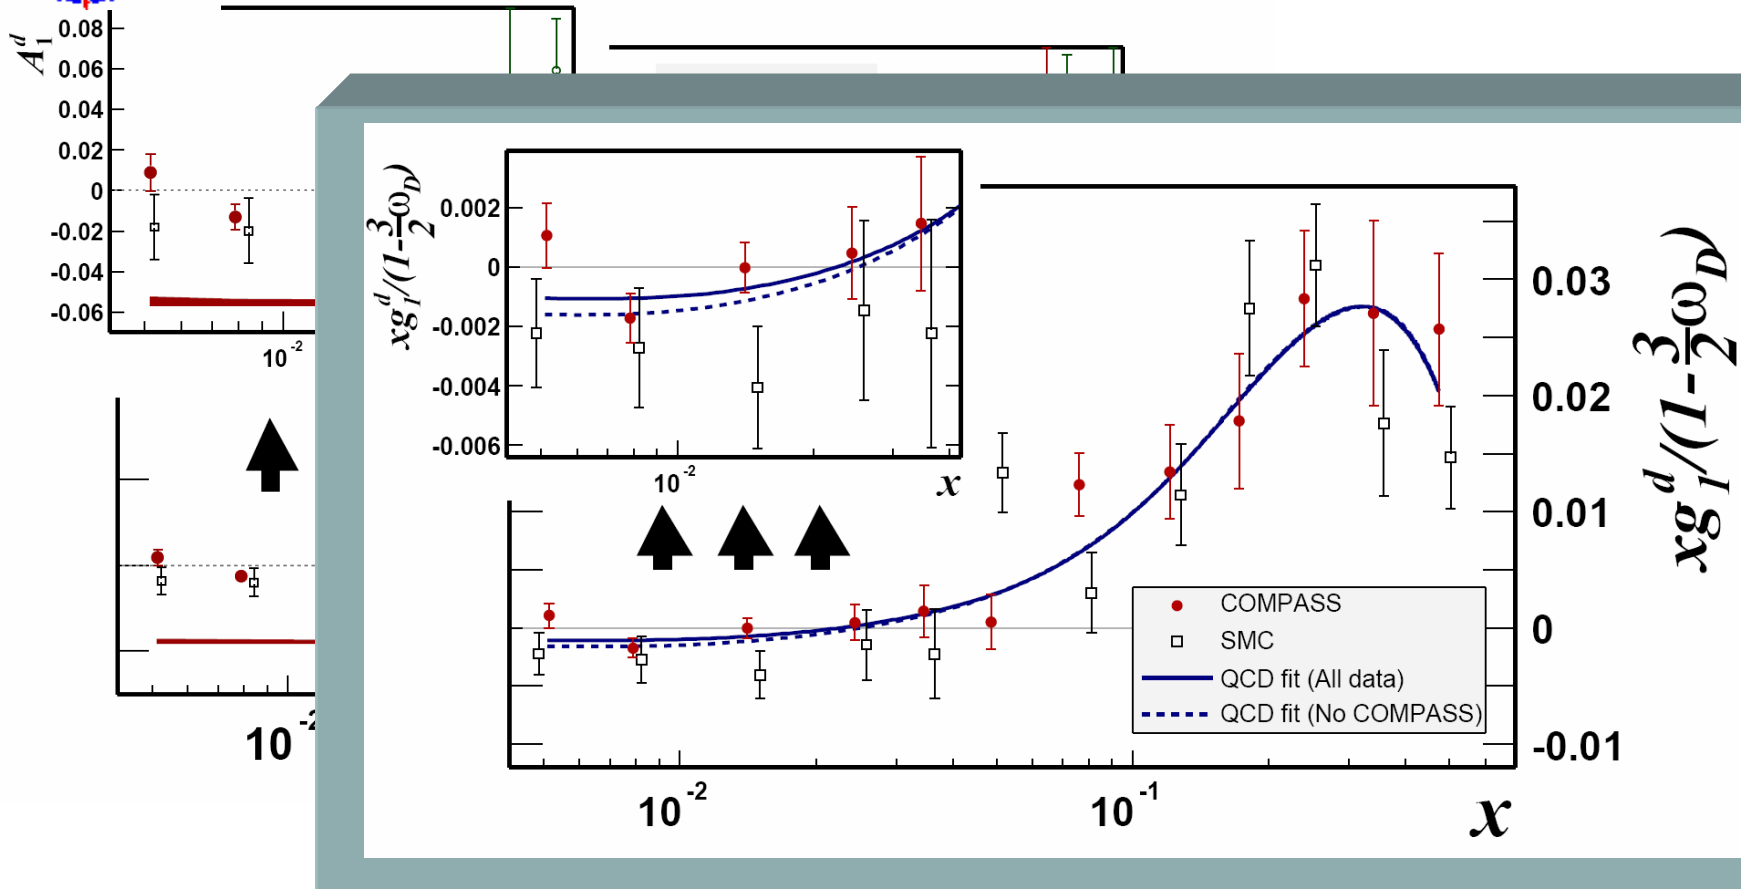 A₁ᵈ
0.08
0.06
0.04
0.02
0
-0.02
-0.04
-0.06
10⁻²
10⁻²
xg₁ᵈ/(1-3/2ω_D)
0.002
0
-0.002
-0.004
-0.006
10⁻²
x
0.03
0.02
0.01
0
-0.01
xg₁ᵈ/(1-3/2ω_D)
COMPASS
SMC
QCD fit (All data)
QCD fit (No COMPASS)
10⁻²
10⁻¹
x